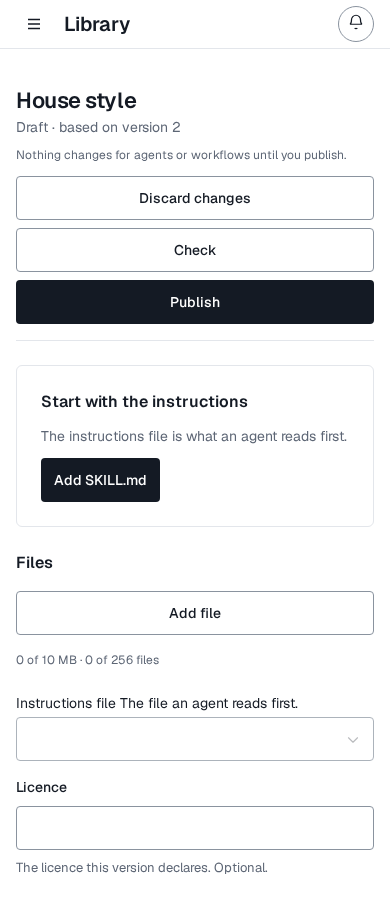 Library
House style
Draft · based on version 2
Nothing changes for agents or workflows until you publish.
Discard changes
Check
Publish
Start with the instructions
The instructions file is what an agent reads first.
Add SKILL.md
Files
Add file
0 of 10 MB · 0 of 256 files
Instructions file The file an agent reads first.
Licence
The licence this version declares. Optional.